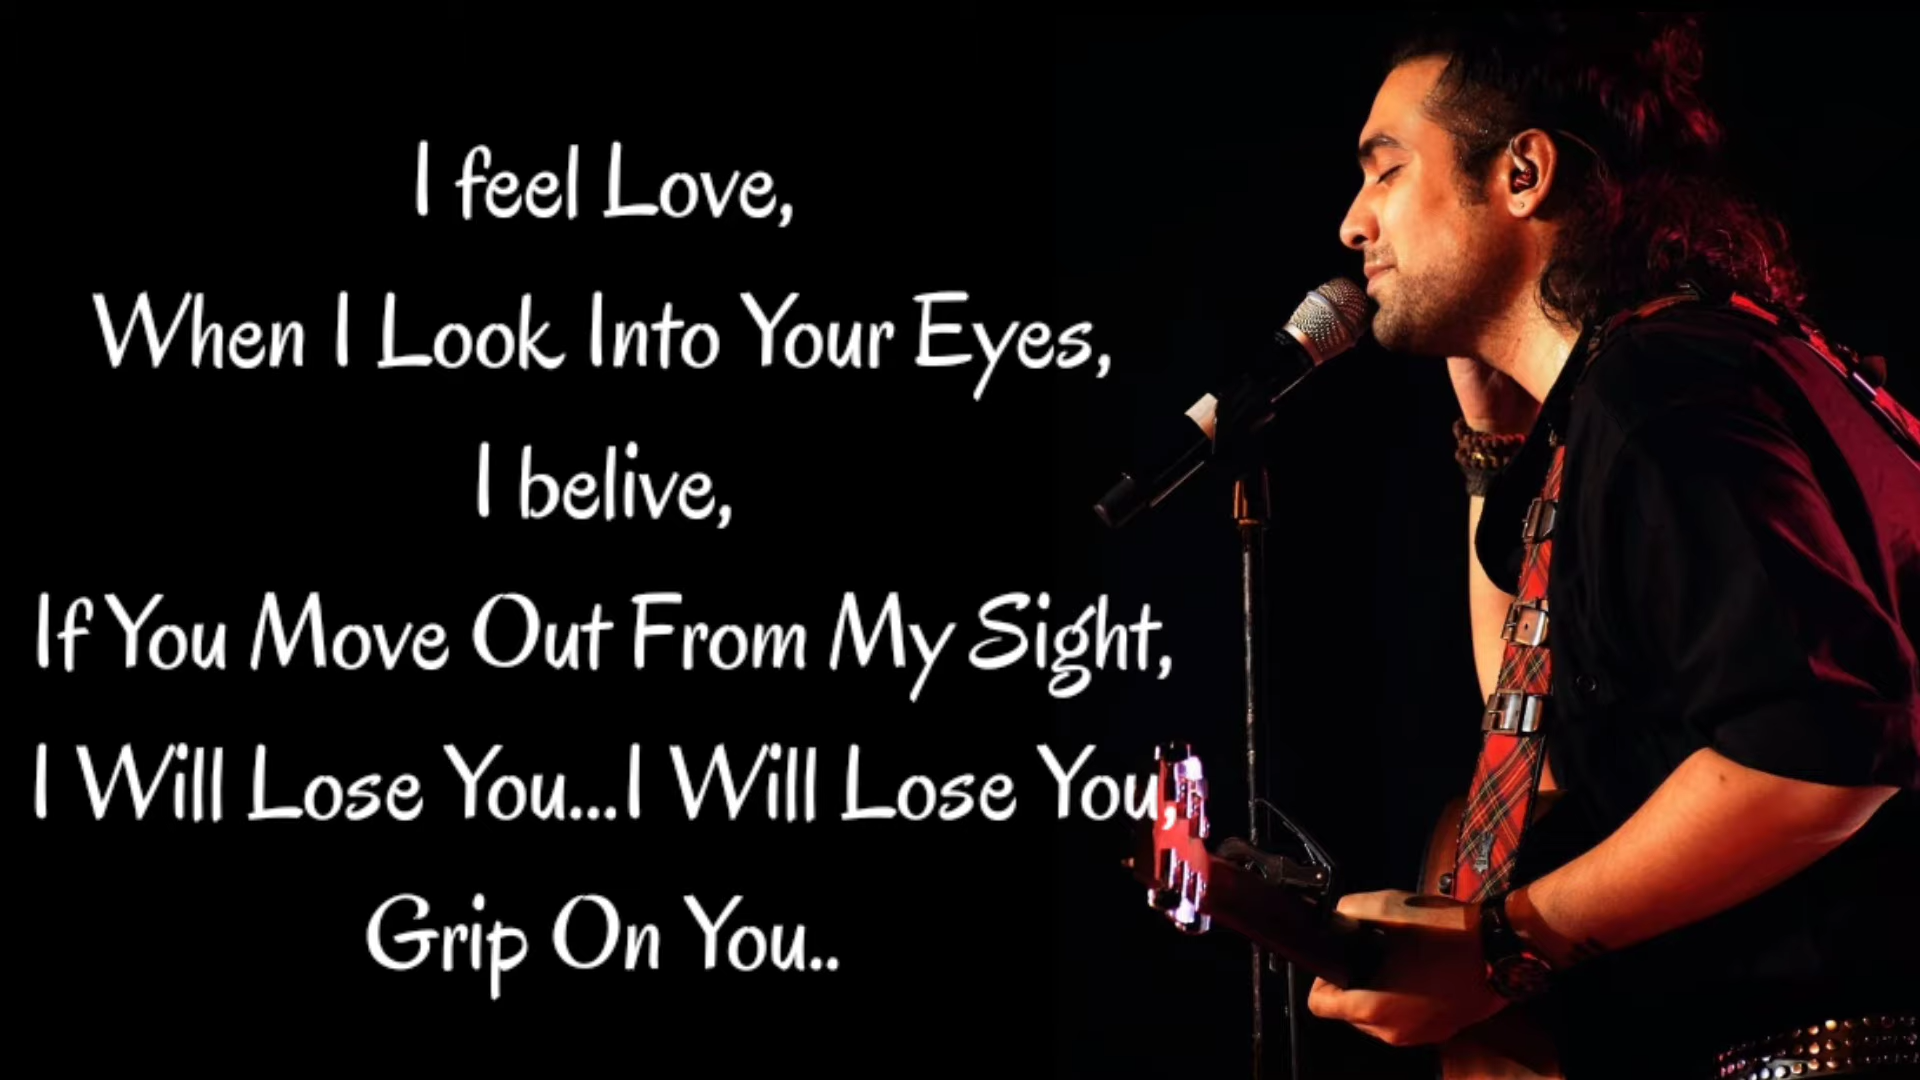 I feel Love,
When I Look Into Your Eyes,
I belive,
If You Move Out From My Sight,
I Will Lose You...I Will Lose You,
Grip On You..